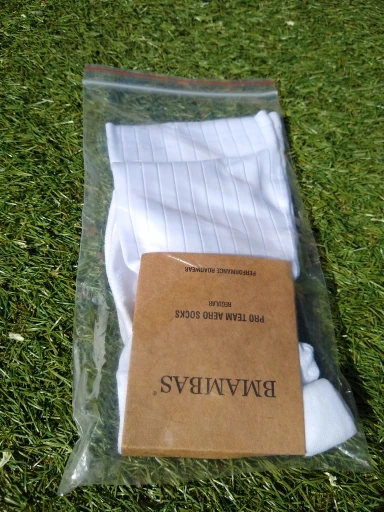 BMAMBAS®
PRO TEAM AERO SOCKS
REGULAR
PERFORMANCE ROADWEAR